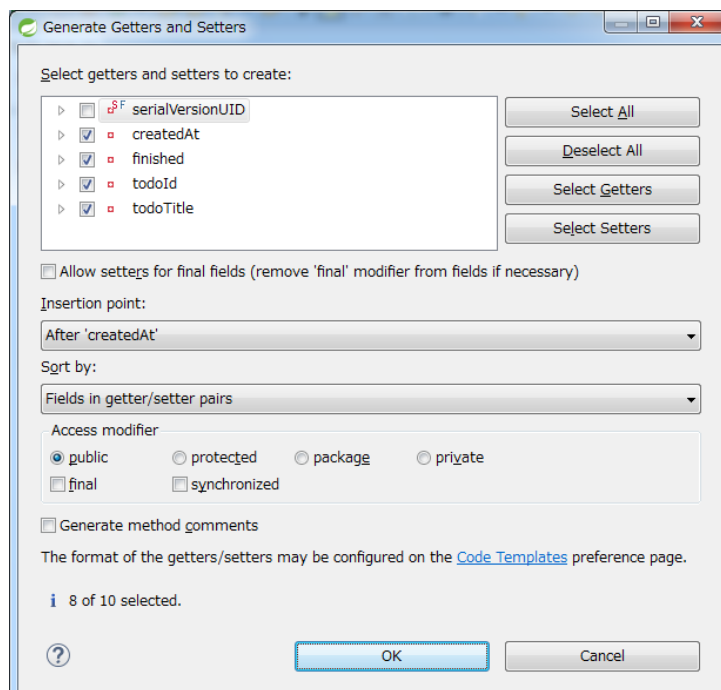 Generate Getters and Setters
Select getters and setters to create:
S F serialVersionUID
createdAt
finished
todoId
todoTitle
Select All
Deselect All
Select Getters
Select Setters
Allow setters for final fields (remove 'final' modifier from fields if necessary)
Insertion point:
After 'createdAt'
Sort by:
Fields in getter/setter pairs
Access modifier
public protected package private
final synchronized
Generate method comments
The format of the getters/setters may be configured on the Code Templates preference page.
i 8 of 10 selected.
? OK Cancel